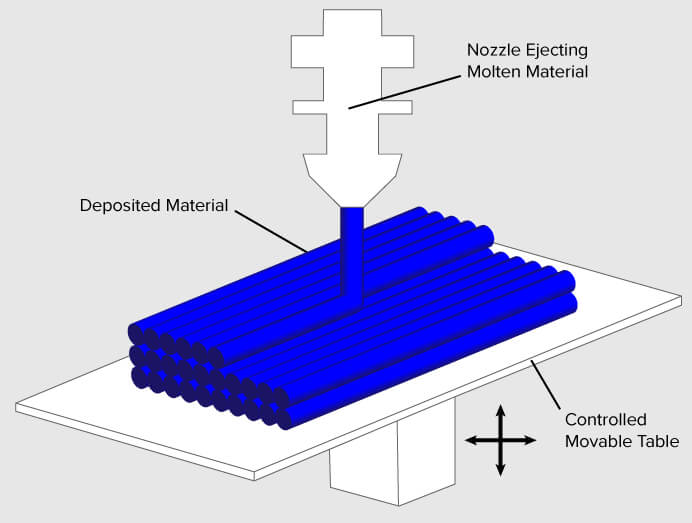 Nozzle Ejecting
Molten Material
Deposited Material
Controlled
Movable Table